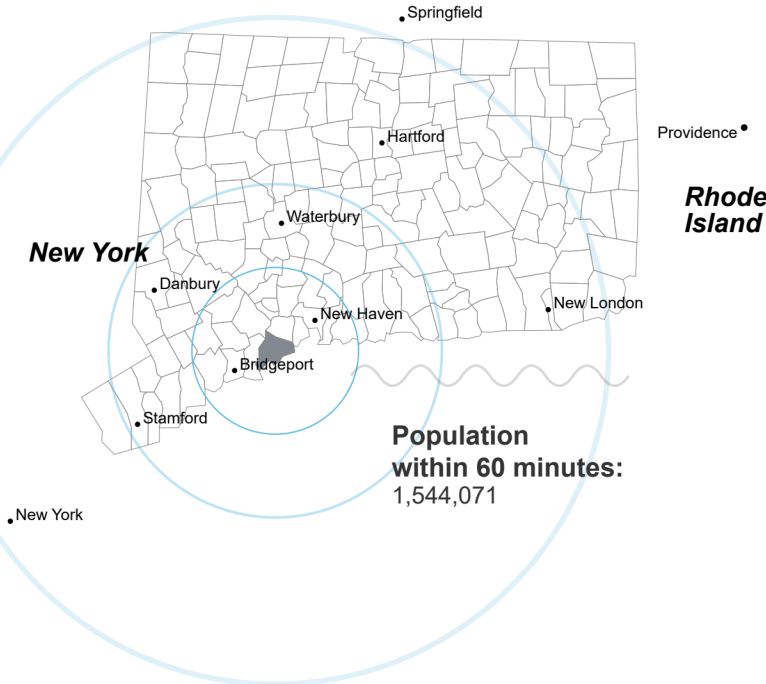 Springfield
Hartford
Providence
Rhode
Island
Waterbury
New York
Danbury
New Haven
New London
Bridgeport
Stamford
Population
within 60 minutes:
1,544,071
New York